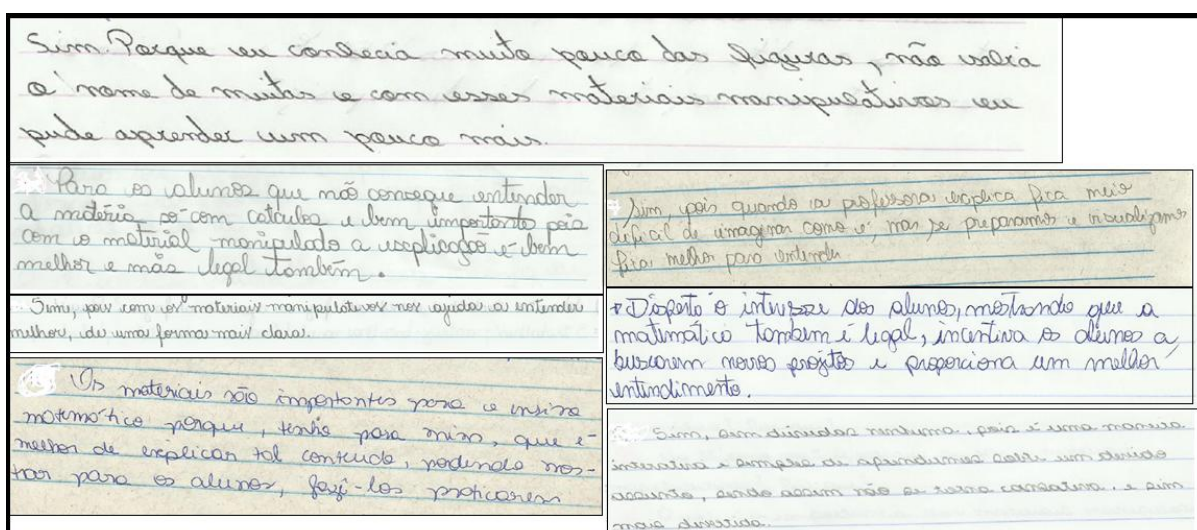 Sim. Porque eu conhecia muito pouco das figuras, não sabia
o nome de muitas e com esses materiais manipulativos eu
pude aprender um pouco mais.
Para os alunos que não consegue entender
a matéria só com cálculos e bem importante pois
com o material manipulado a explicação é bem
melhor e mais legal também.
Sim, pois quando a professora explica fica meio
difical de imaginar como é, mas se preparamos e visualizamos
fica melhor para entender
Sim, pois com os materiais manipulativos nos ajudar a entender
melhor, de uma forma mais clara.
Disperta o interesse dos alunos, mostrando que a
matemática também é legal, incentiva os alunos a
buscarem novos projetos e proporciona um melhor
entendimento.
Os materiais são importantes para o ensino
matemático porque, tenho para mim, que é
melhor de explicar tal conteúdo, podendo mos-
trar para os alunos, fazê-los praticarem
Sim, sem dúvidas nenhuma, pois é uma maneira
interativa e simples de aprendermos sobr um devido
assunto, sendo assim não se torna cansativa, e sim
mais divertida.